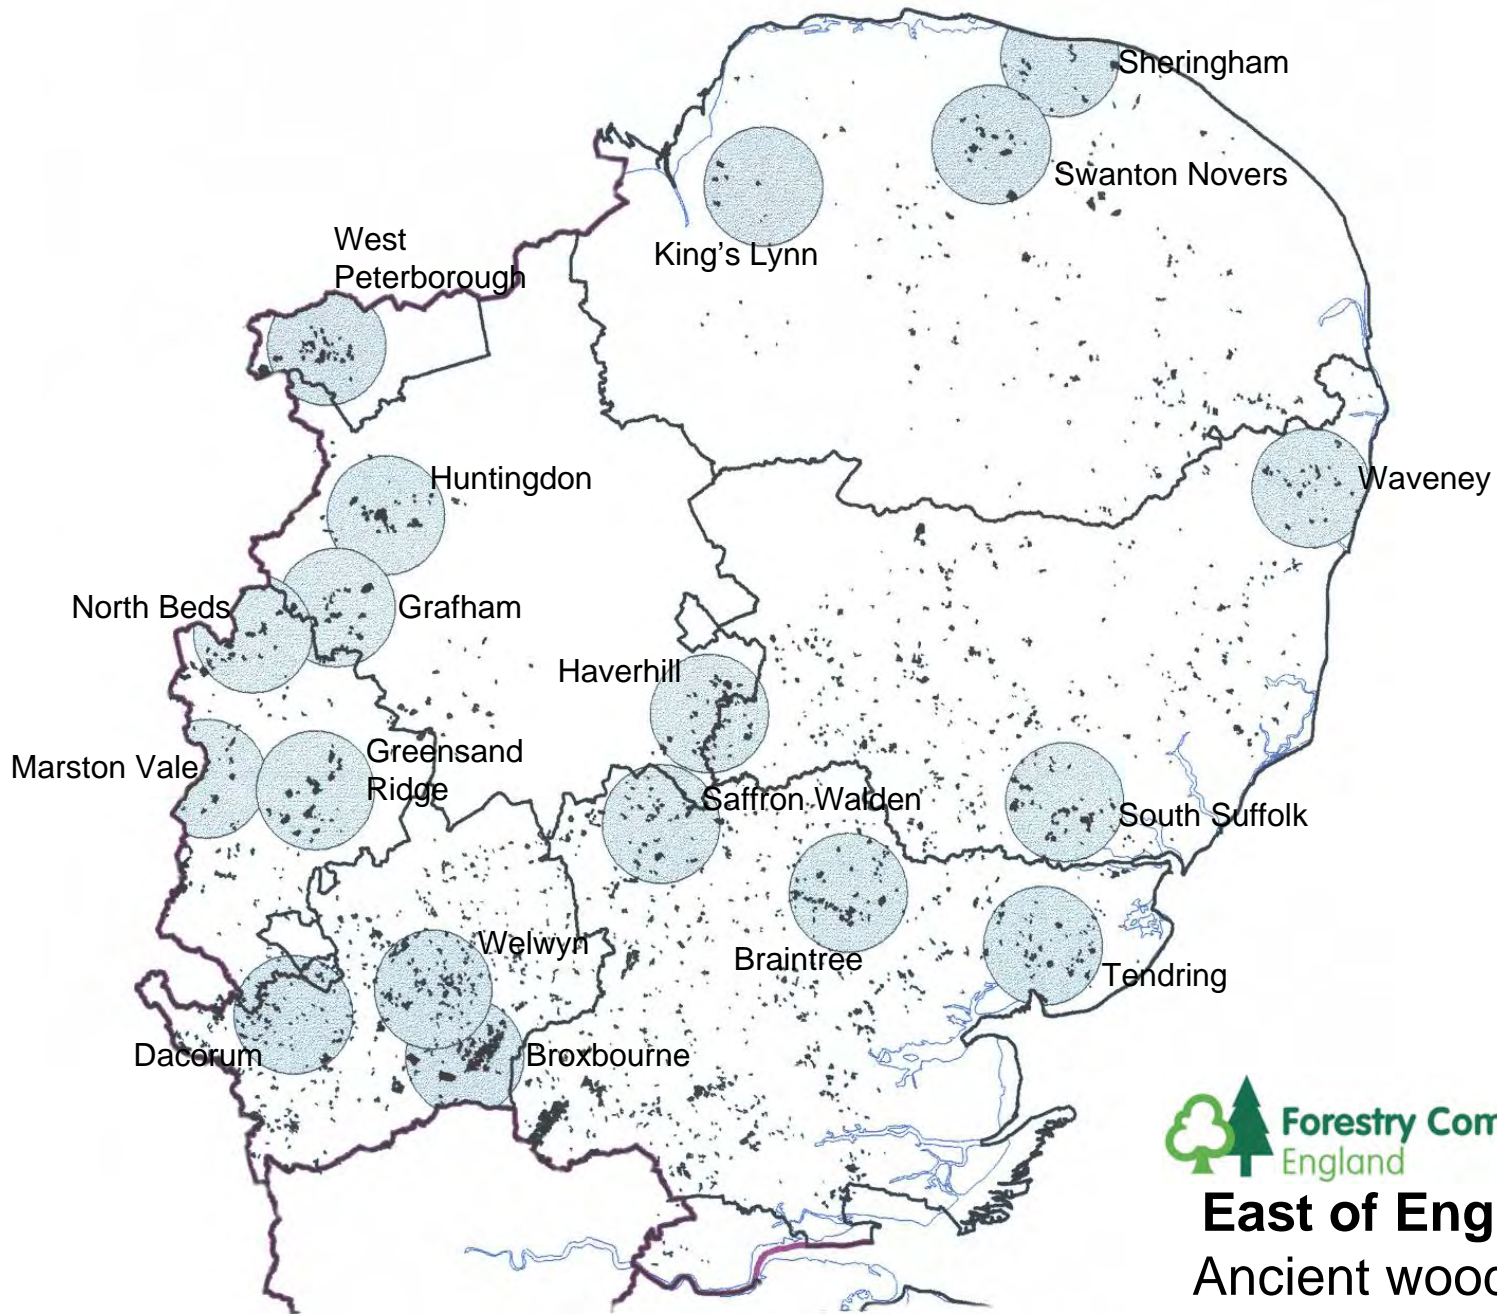 Sheringham
Swanton Novers
King's Lynn
West
Peterborough
Huntingdon
Waveney
North Beds
Grafham
Haverhill
Marston Vale
Greensand
Ridge
Saffron Walden
South Suffolk
Welwyn
Braintree
Tendring
Dacorum
Broxbourne
Forestry Com
England
East of Eng
Ancient wood